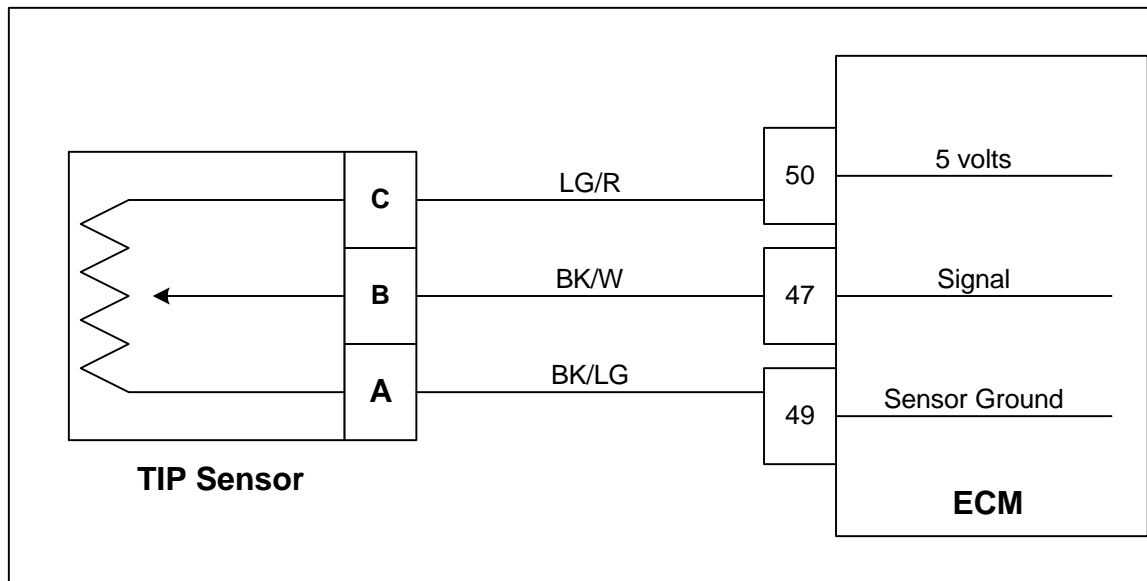 C
LG/R
50
5 volts
B
BK/W
47
Signal
A
BK/LG
49
Sensor Ground
TIP Sensor
ECM